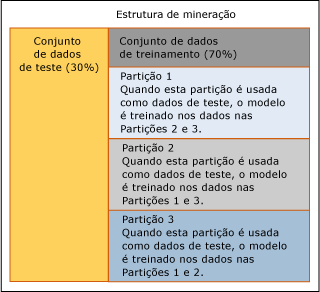 Estrutura de mineração
Conjunto
de dados
de teste (30%)
Conjunto de dados
de treinamento (70%)
Partição 1
Quando esta partição é usada
como dados de teste, o modelo
é treinado nos dados nas
Partições 2 e 3.
Partição 2
Quando esta partição é usada
como dados de teste, o modelo
é treinado nos dados nas
Partições 1 e 3.
Partição 3
Quando esta partição é usada
como dados de teste, o modelo
é treinado nos dados nas
Partições 1 e 2.